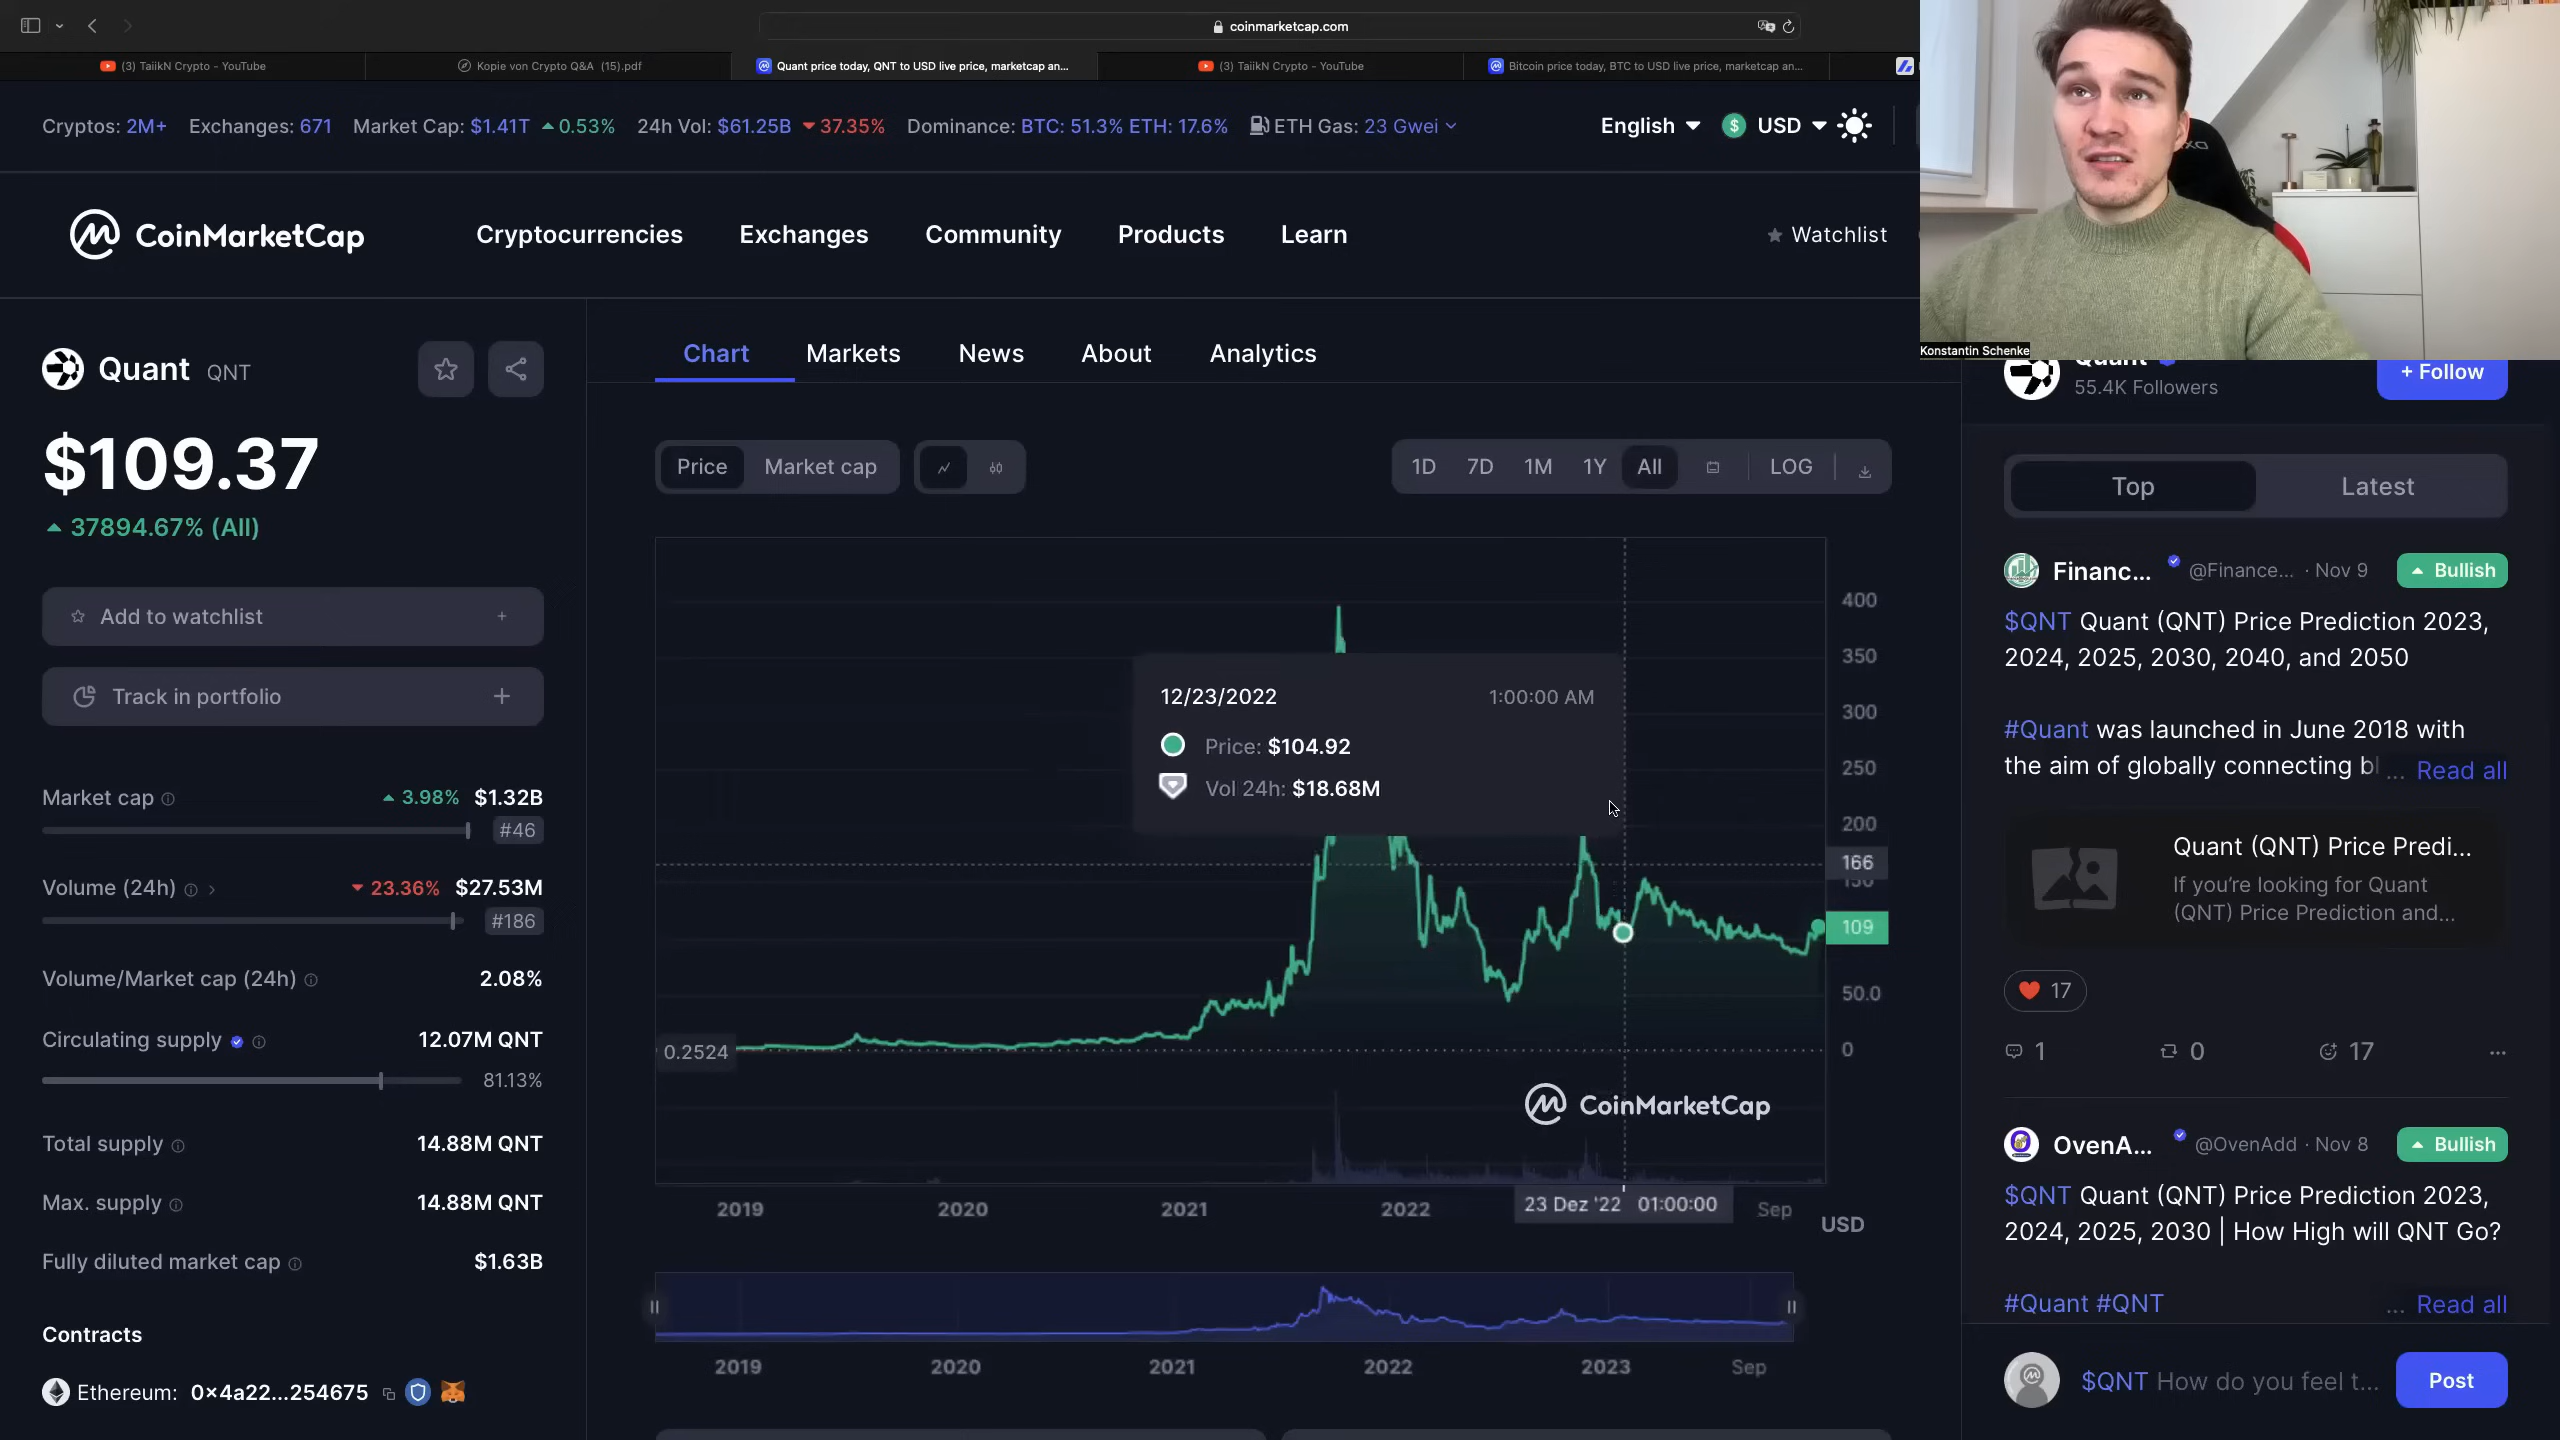 coinmarketcap.com
(3) TaiikN Crypto - YouTube
Kopie von Crypto Q&A (15).pdf
Quant price today, QNT to USD live price, marketcap an...
(3) TaiikN Crypto - YouTube
Bitcoin price today, BTC to USD live price, marketcap an...
Cryptos: 2M+ Exchanges: 671 Market Cap: $1.41T 0.53% 24h Vol: $61.25B 37.35% Dominance: BTC: 51.3% ETH: 17.6% ETH Gas: 23 Gwei
English
$ USD
CoinMarketCap
Cryptocurrencies Exchanges Community Products Learn
Watchlist
Konstantin Schenke
Quant QNT
$109.37
37894.67% (All)
Add to watchlist +
Track in portfolio +
Market cap 3.98% $1.32B
#46
Volume (24h) 23.36% $27.53M
#186
Volume/Market cap (24h) 2.08%
Circulating supply 12.07M QNT
81.13%
Total supply 14.88M QNT
Max. supply 14.88M QNT
Fully diluted market cap $1.63B
Contracts
Ethereum: 0x4a22...254675
Chart Markets News About Analytics
Price Market cap
1D 7D 1M 1Y All LOG
12/23/2022 1:00:00 AM
Price: $104.92
Vol 24h: $18.68M
400
350
300
250
200
166
150
109
50.0
0
0.2524
CoinMarketCap
2019 2020 2021 2022 23 Dez '22 01:00:00 Sep
USD
2019 2020 2021 2022 2023 Sep
Quant
55.4K Followers
+ Follow
Top Latest
Financ... @Finance... · Nov 9 Bullish
$QNT Quant (QNT) Price Prediction 2023,
2024, 2025, 2030, 2040, and 2050
#Quant was launched in June 2018 with
the aim of globally connecting bl ... Read all
Quant (QNT) Price Predi...
If you're looking for Quant
(QNT) Price Prediction and...
17
1 0 17 ...
OvenA... @OvenAdd · Nov 8 Bullish
$QNT Quant (QNT) Price Prediction 2023,
2024, 2025, 2030 | How High will QNT Go?
#Quant #QNT ... Read all
$QNT How do you feel t...
Post